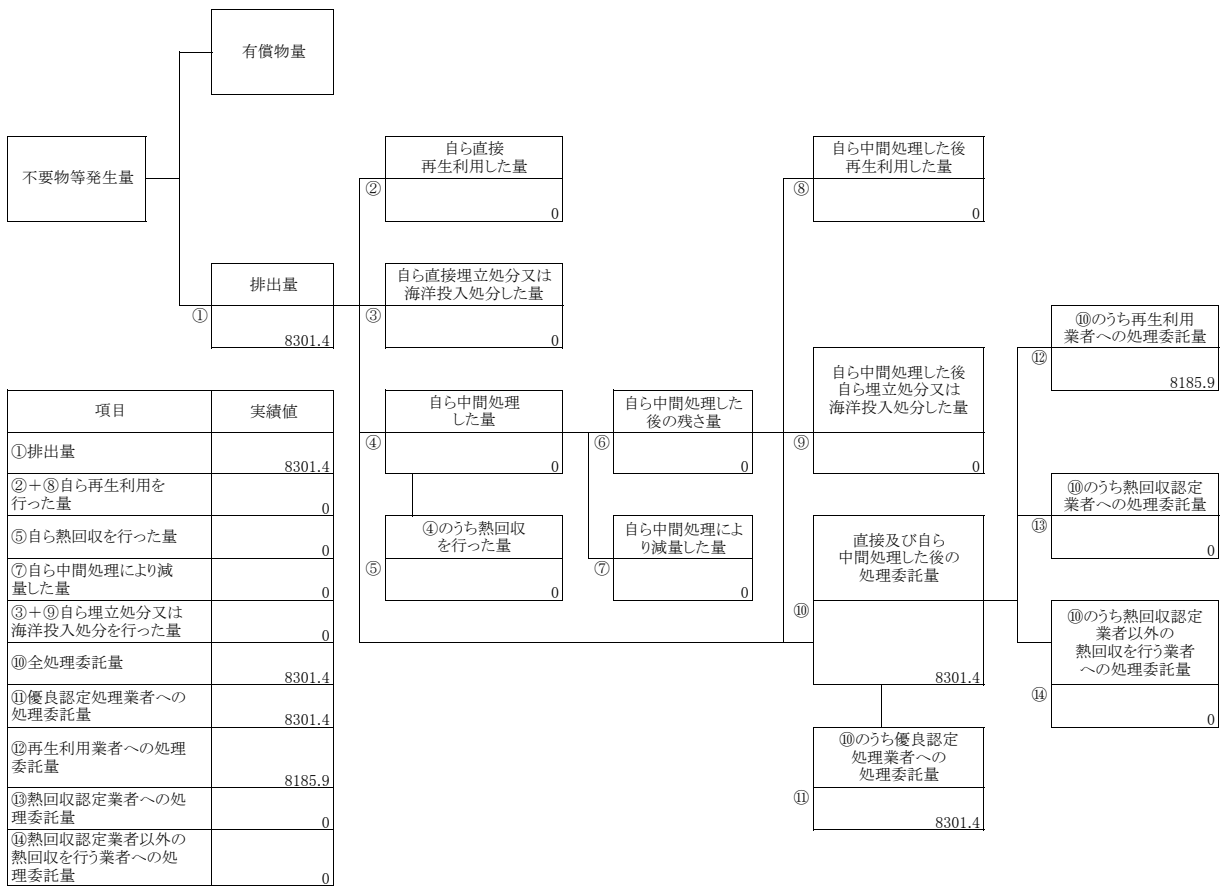 有償物量
不要物等発生量
自ら直接
再生利用した量
②
0
自ら中間処理した後
再生利用した量
⑧
0
排出量
①
8301.4
自ら直接埋立処分又は
海洋投入処分した量
③
0
⑩のうち再生利用
業者への処理委託量
⑫
8185.9
自ら中間処理
した量
④
0
自ら中間処理した
後の残さ量
⑥
0
自ら中間処理した後
自ら埋立処分又は
海洋投入処分した量
⑨
0
⑩のうち熱回収認定
業者への処理委託量
⑬
0
④のうち熱回収
を行った量
⑤
0
自ら中間処理によ
り減量した量
⑦
0
直接及び自ら
中間処理した後の
処理委託量
⑩
8301.4
⑩のうち熱回収認定
業者以外の
熱回収を行う業者
への処理委託量
⑭
0
⑩のうち優良認定
処理業者への
処理委託量
⑪
8301.4
項目 実績値
①排出量
8301.4
②+⑧自ら再生利用を
行った量
0
⑤自ら熱回収を行った量
0
⑦自ら中間処理により減
量した量
0
③+⑨自ら埋立処分又は
海洋投入処分を行った量
0
⑩全処理委託量
8301.4
⑪優良認定処理業者への
処理委託量
8301.4
⑫再生利用業者への処理
委託量
8185.9
⑬熱回収認定業者への処
理委託量
0
⑭熱回収認定業者以外の
熱回収を行う業者への処
理委託量
0